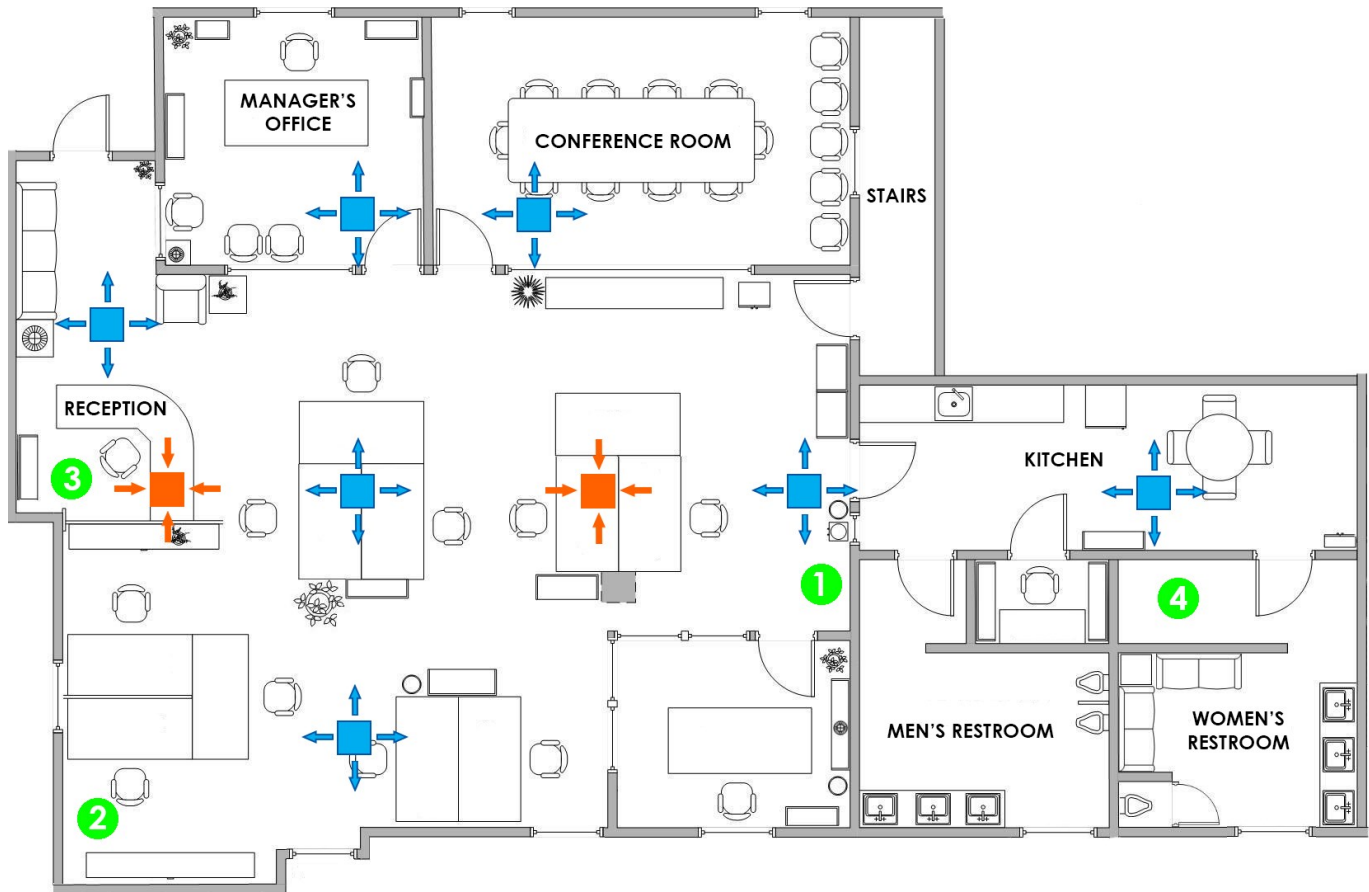 MANAGER'S
OFFICE
CONFERENCE ROOM
STAIRS
RECEPTION
KITCHEN
3
1
4
MEN'S RESTROOM
WOMEN'S
RESTROOM
2